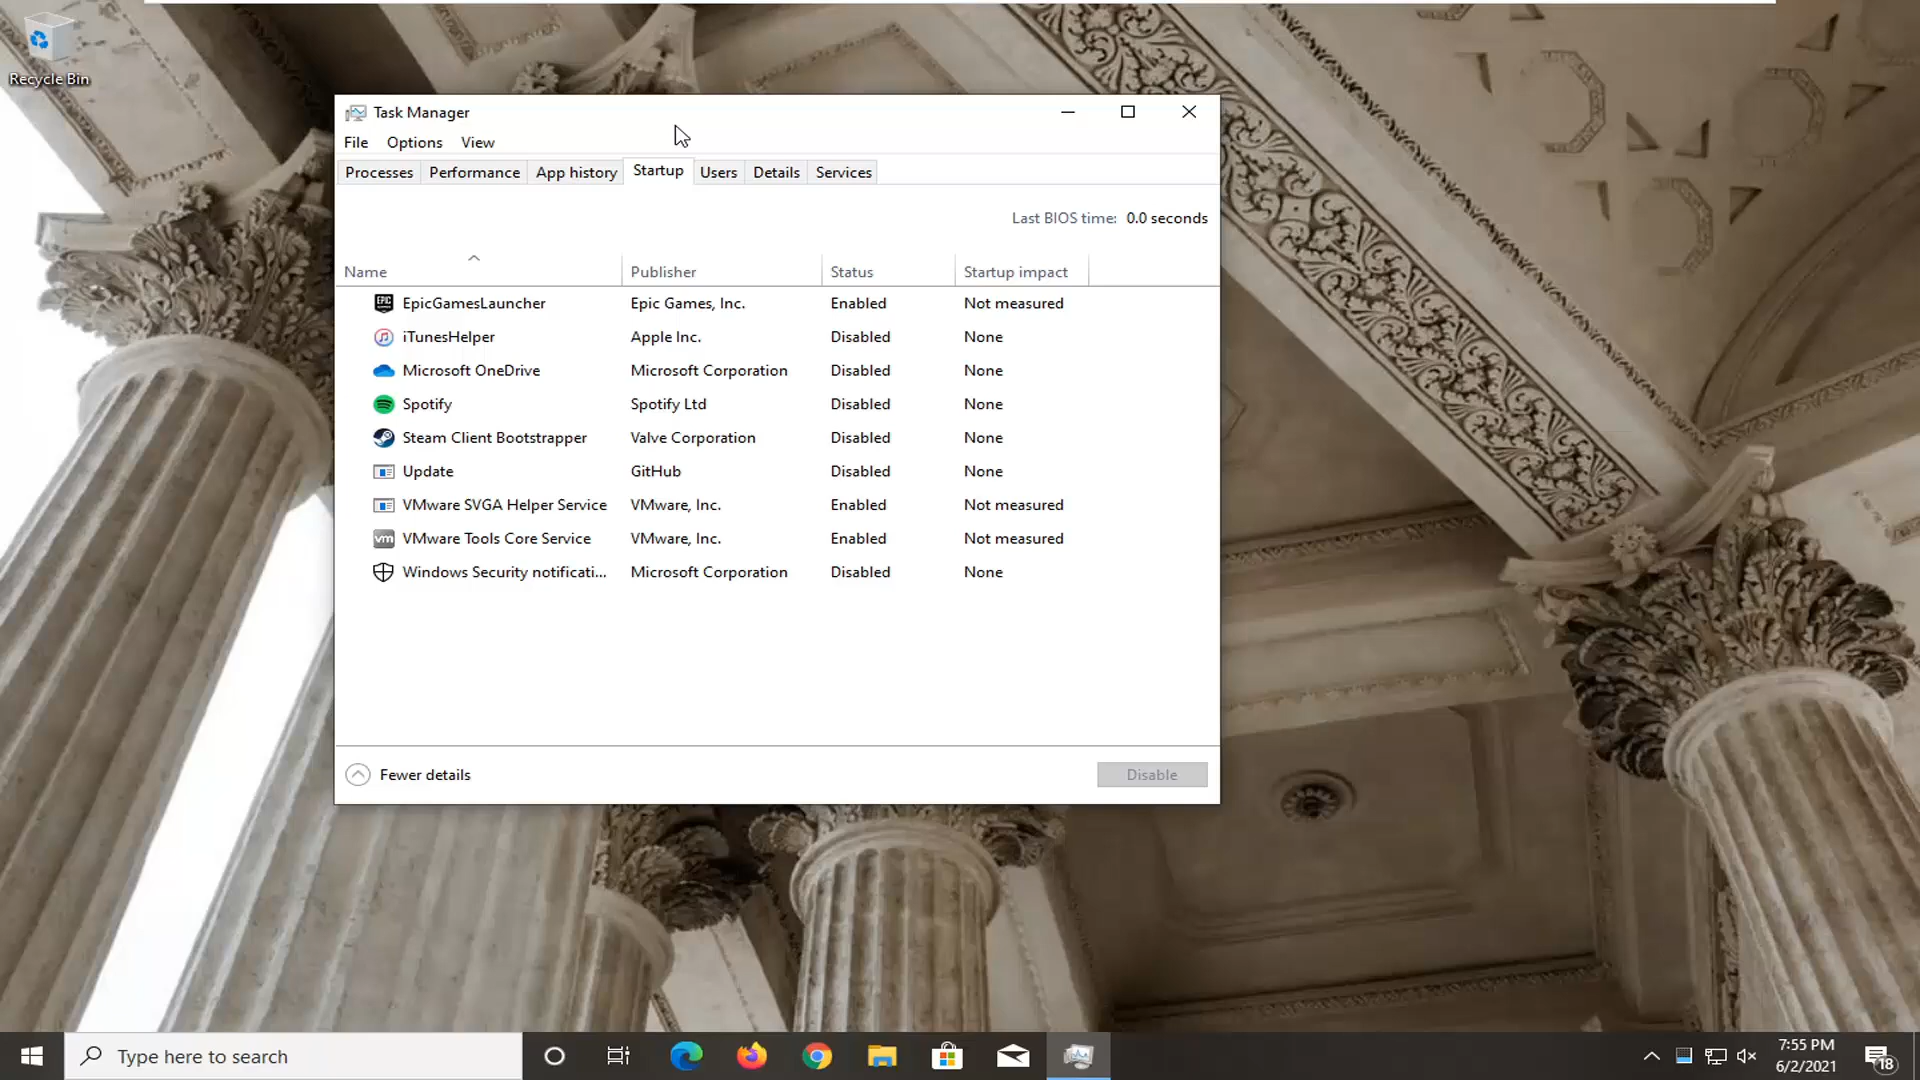 Recycle Bin
Task Manager
File Options View
Processes Performance App history Startup Users Details Services
Last BIOS time: 0.0 seconds
Name Publisher Status Startup impact
EPIC EpicGamesLauncher Epic Games, Inc. Enabled Not measured
iTunesHelper Apple Inc. Disabled None
Microsoft OneDrive Microsoft Corporation Disabled None
Spotify Spotify Ltd Disabled None
Steam Client Bootstrapper Valve Corporation Disabled None
Update GitHub Disabled None
VMware SVGA Helper Service VMware, Inc. Enabled Not measured
vm VMware Tools Core Service VMware, Inc. Enabled Not measured
Windows Security notificati... Microsoft Corporation Disabled None
Fewer details Disable
Type here to search
7:55 PM
6/2/2021
18